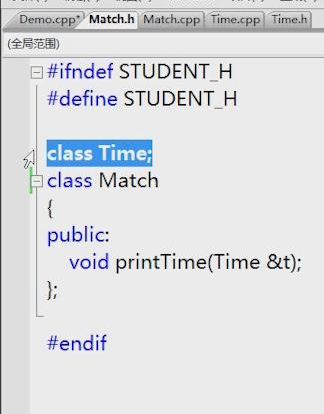 Demo.cpp* Match.h Match.cpp Time.cpp Time.h
(全局范围)
#ifndef STUDENT_H
#define STUDENT_H
class Time;
class Match
{
public:
void printTime(Time &t);
};
#endif